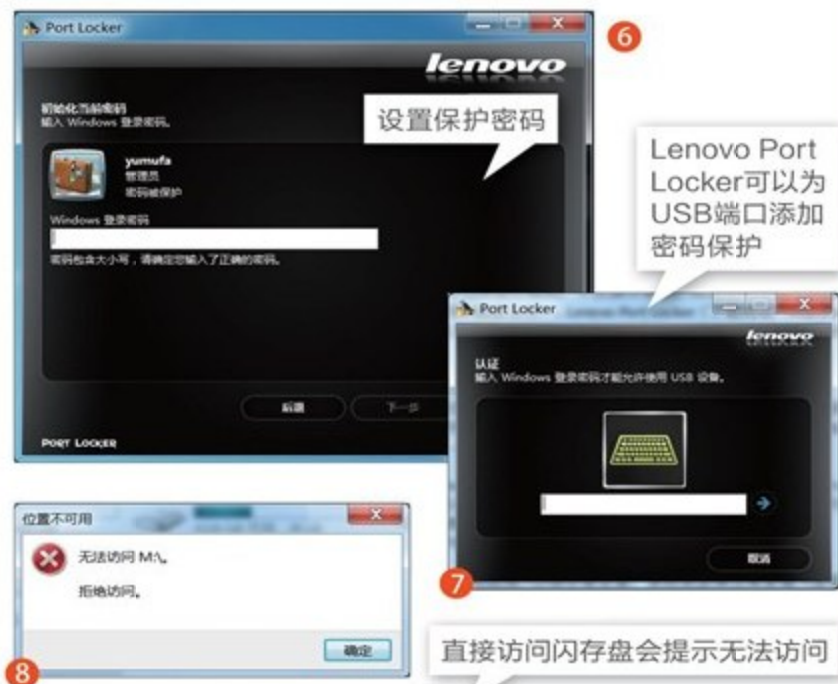 Port Locker
6
lenovo
初始化当前密码
输入 Windows 登录密码。
设置保护密码
yumufa
管理员
密码被保护
Windows 登录密码
密码包含大小写，请确定您输入了正确的密码。
后退
下一步
PORT LOCKER
Lenovo Port
Locker可以为
USB端口添加
密码保护
Port Locker
lenovo
认证
输入 Windows 登录密码才能允许使用 USB 设备。
取消
7
位置不可用
无法访问 M:\。
拒绝访问。
确定
8
直接访问闪存盘会提示无法访问